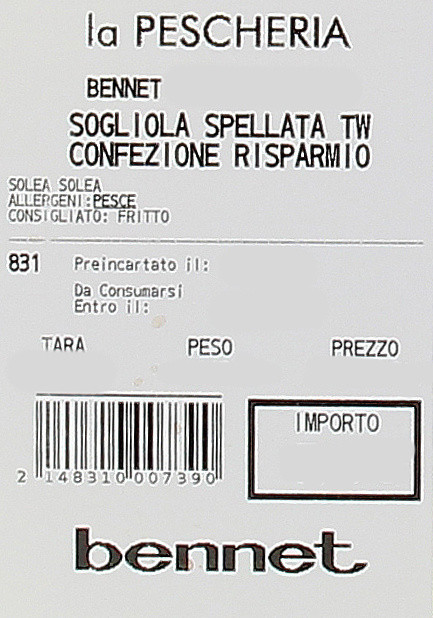 la PESCHERIA
BENNET
SOGLIOLA SPELLATA TW
CONFEZIONE RISPARMIO
SOLEA SOLEA
ALLERGENI:PESCE
CONSIGLIATO: FRITTO
831 Preincartato il:
Da Consumarsi
Entro il:
TARA PESO PREZZO
IMPORTO
2 148310 007390
bennet